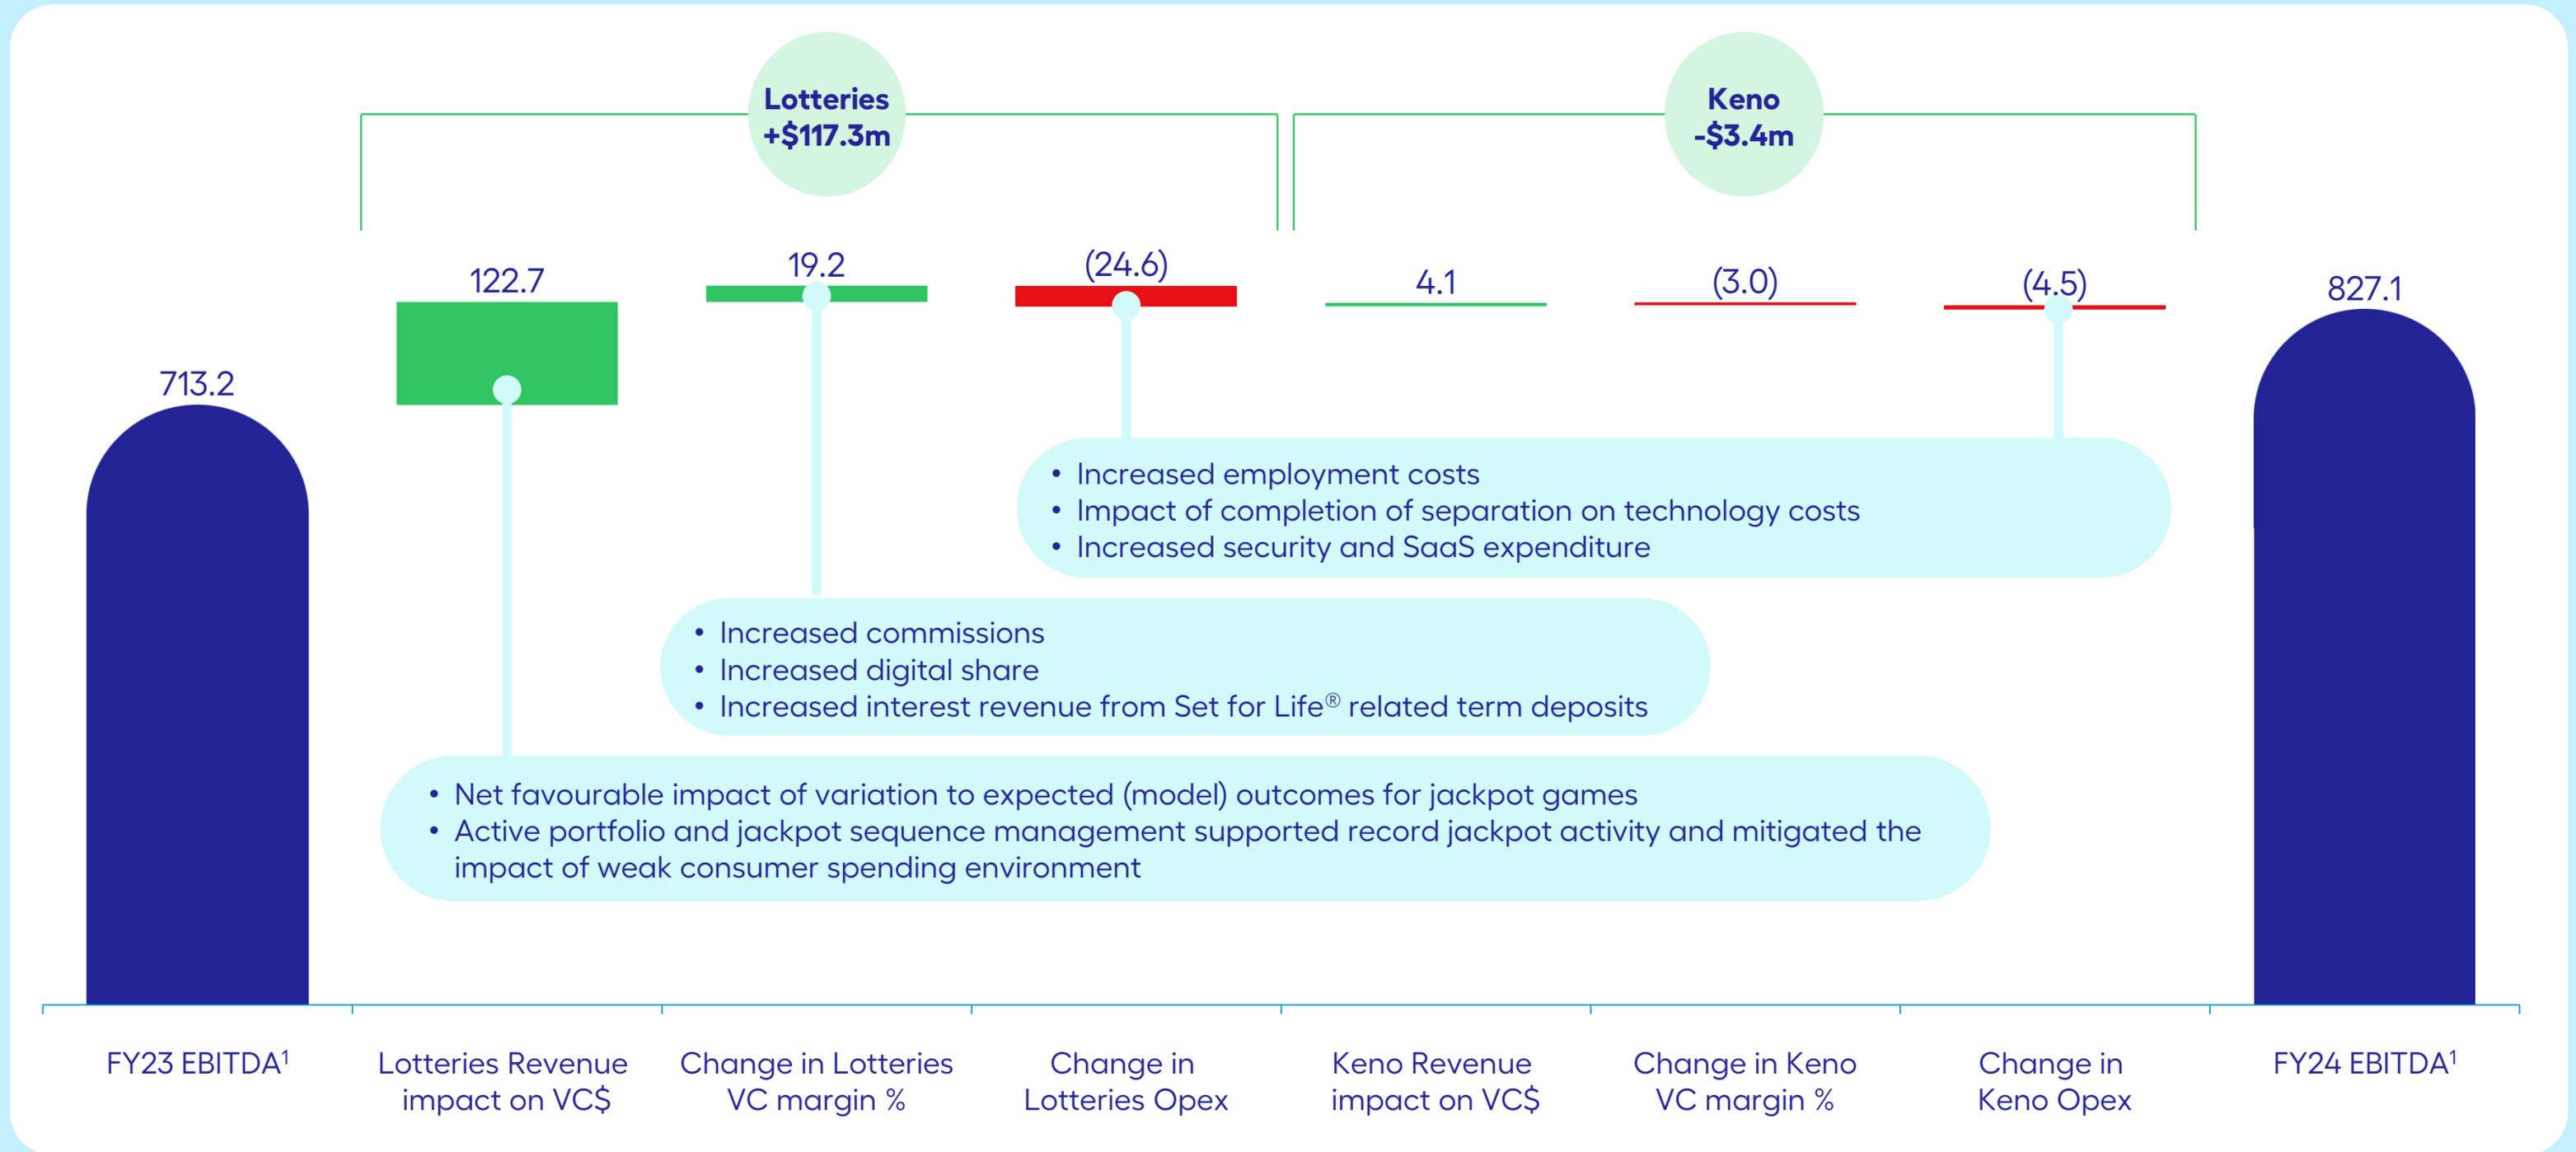 Lotteries
+$117.3m
Keno
-$3.4m
713.2
122.7
19.2
(24.6)
4.1
(3.0)
(4.5)
827.1
• Increased employment costs
• Impact of completion of separation on technology costs
• Increased security and SaaS expenditure
• Increased commissions
• Increased digital share
• Increased interest revenue from Set for Life® related term deposits
• Net favourable impact of variation to expected (model) outcomes for jackpot games
• Active portfolio and jackpot sequence management supported record jackpot activity and mitigated the
impact of weak consumer spending environment
FY23 EBITDA¹
Lotteries Revenue
impact on VC$
Change in Lotteries
VC margin %
Change in
Lotteries Opex
Keno Revenue
impact on VC$
Change in Keno
VC margin %
Change in
Keno Opex
FY24 EBITDA¹